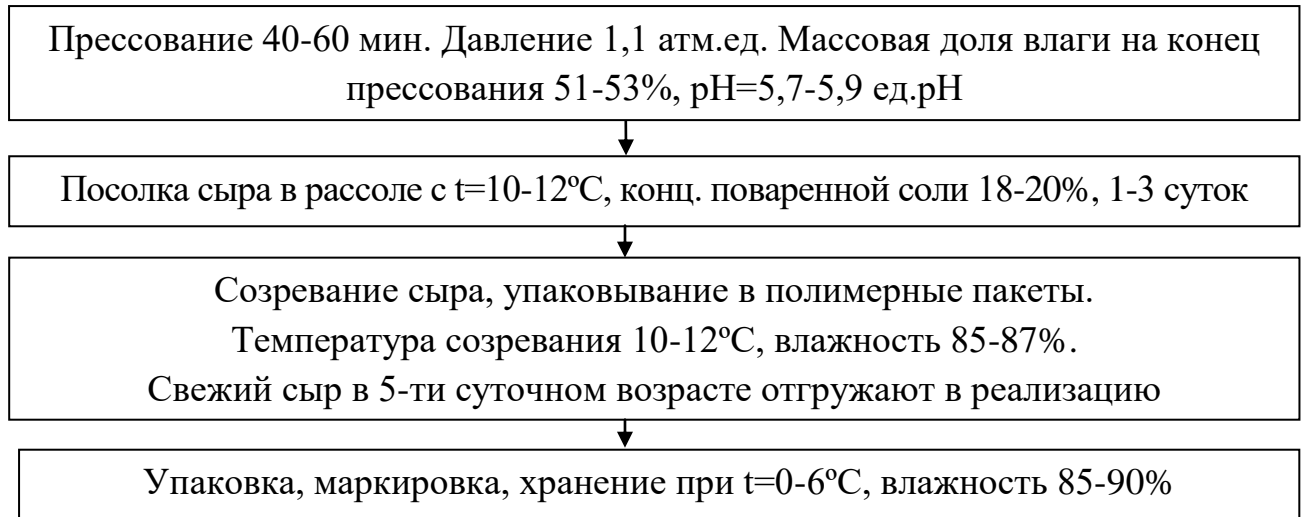 Прессование 40-60 мин. Давление 1,1 атм.ед. Массовая доля влаги на конец
прессования 51-53%, рН=5,7-5,9 ед.рН
Посолка сыра в рассоле с t=10-12ºС, конц. поваренной соли 18-20%, 1-3 суток
Созревание сыра, упаковывание в полимерные пакеты.
Температура созревания 10-12ºС, влажность 85-87%.
Свежий сыр в 5-ти суточном возрасте отгружают в реализацию
Упаковка, маркировка, хранение при t=0-6ºС, влажность 85-90%